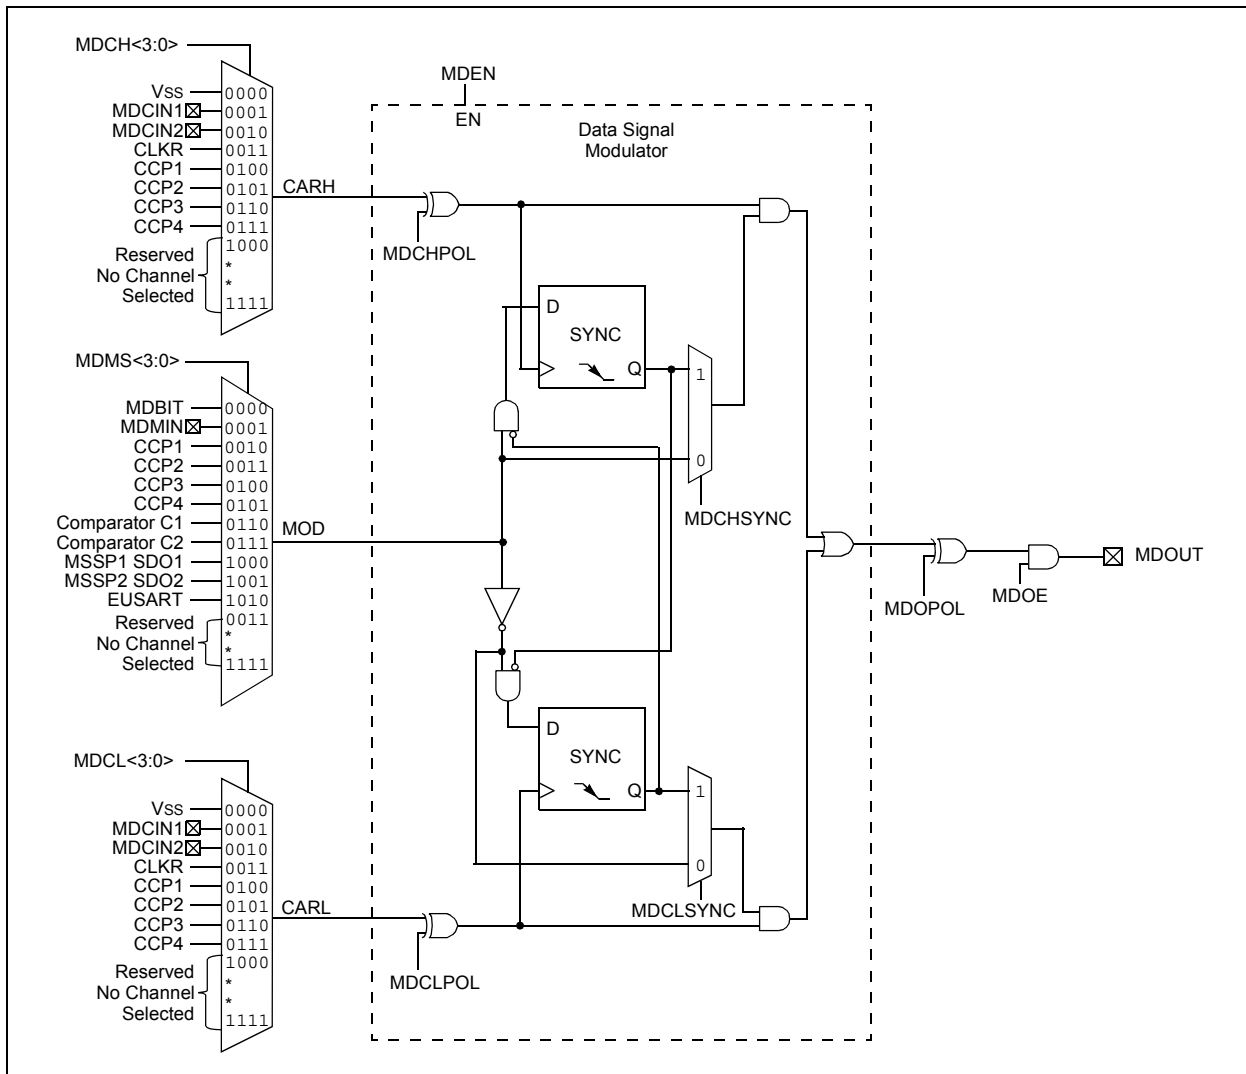 MDCH<3:0>
VSS 0000
MDCIN1 0001
MDCIN2 0010
CLKR 0011
CCP1 0100
CCP2 0101
CCP3 0110
CCP4 0111
Reserved
No Channel
Selected
1000
*
*
1111
CARH
MDMS<3:0>
MDBIT 0000
MDMIN 0001
CCP1 0010
CCP2 0011
CCP3 0100
CCP4 0101
Comparator C1 0110
Comparator C2 0111
MSSP1 SDO1 1000
MSSP2 SDO2 1001
EUSART 1010
Reserved
No Channel
Selected
0011
*
*
1111
MOD
MDCL<3:0>
VSS 0000
MDCIN1 0001
MDCIN2 0010
CLKR 0011
CCP1 0100
CCP2 0101
CCP3 0110
CCP4 0111
Reserved
No Channel
Selected
1000
*
*
1111
CARL
MDEN
EN
Data Signal
Modulator
MDCHPOL
D
SYNC
Q
1
0
MDCHSYNC
D
SYNC
Q
1
0
MDCLSYNC
MDCLPOL
MDOPOL
MDOE
MDOUT